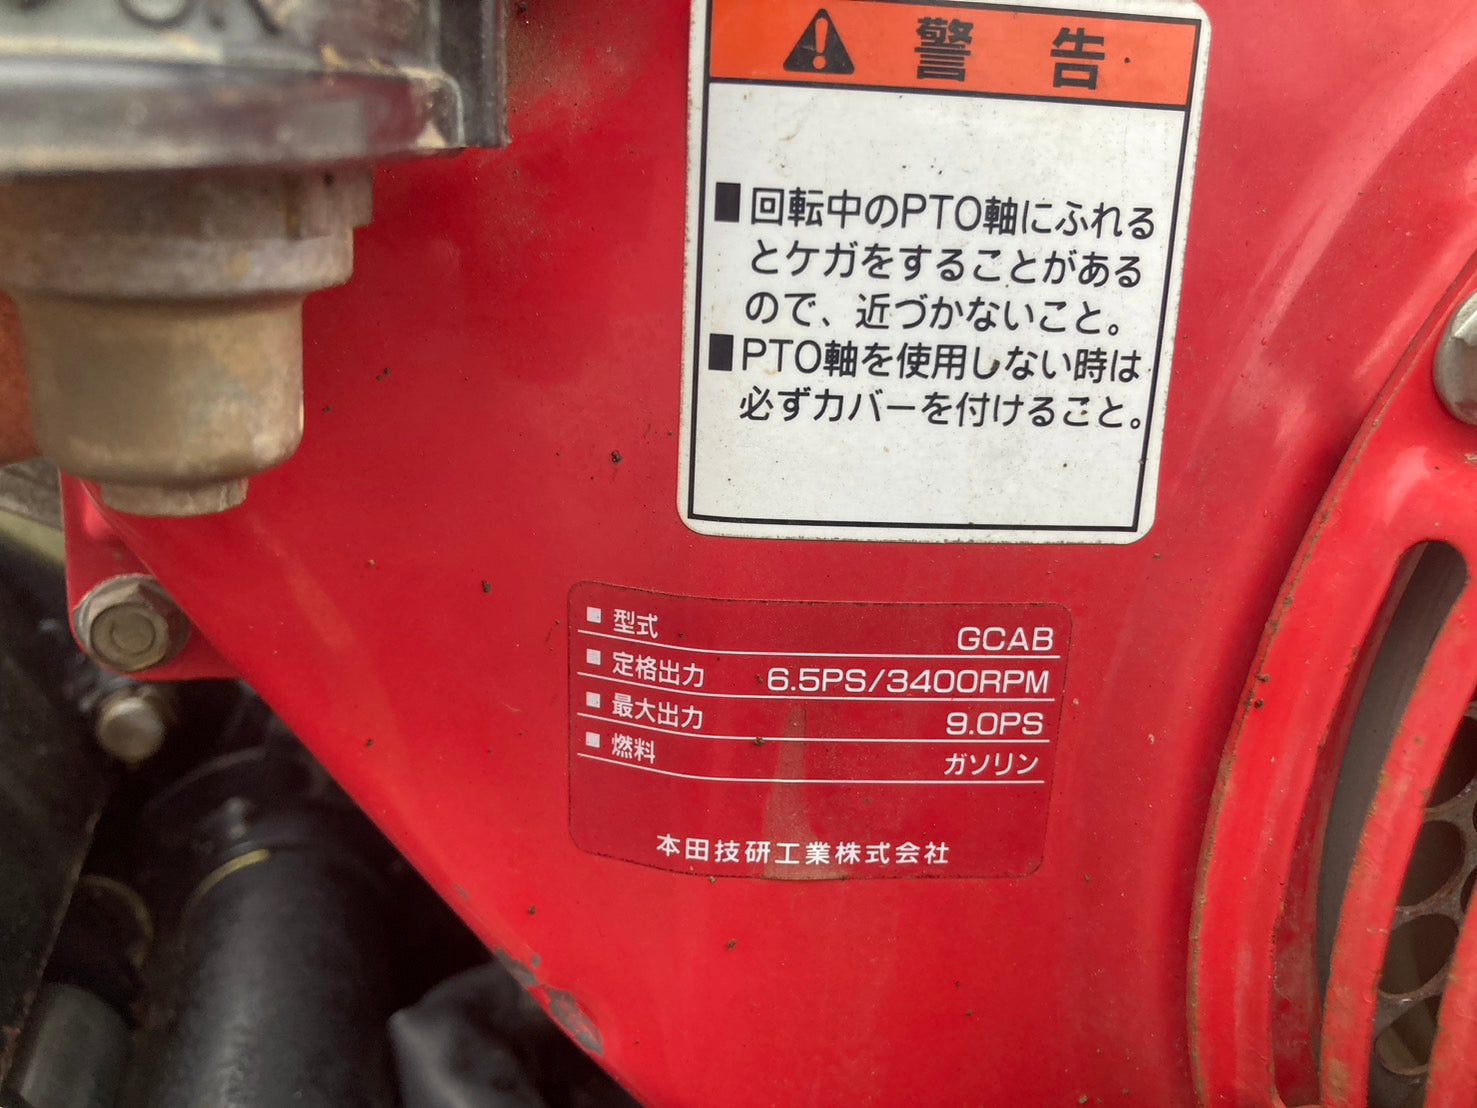 警告
■回転中のPTO軸にふれる
とケガをすることがある
ので、近づかないこと。
■PTO軸を使用しない時は
必ずカバーを付けること。
■ 型式 GCAB
■ 定格出力 6.5PS/3400RPM
■ 最大出力 9.0PS
■ 燃料 ガソリン
本田技研工業株式会社